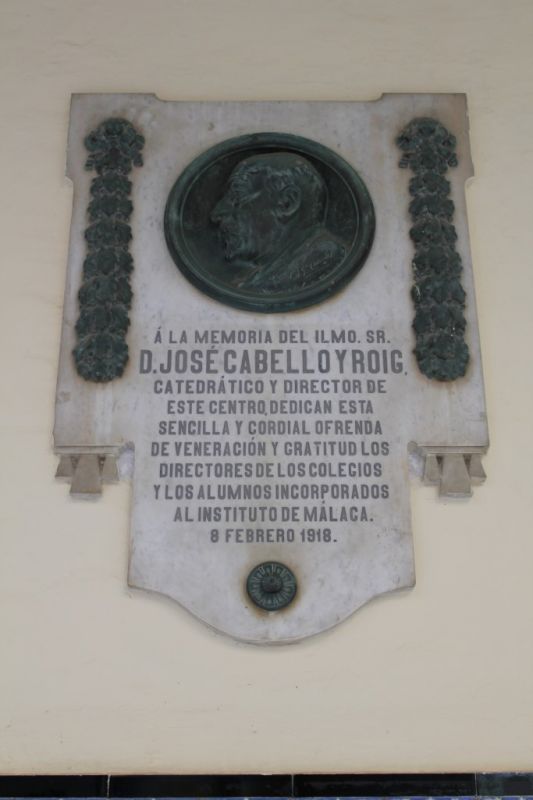 Á LA MEMORIA DEL ILMO. SR.
D. JOSÉ CABELLO Y ROIG,
CATEDRÁTICO Y DIRECTOR DE
ESTE CENTRO, DEDICAN ESTA
SENCILLA Y CORDIAL OFRENDA
DE VENERACIÓN Y GRATITUD LOS
DIRECTORES DE LOS COLEGIOS
Y LOS ALUMNOS INCORPORADOS
AL INSTITUTO DE MÁLAGA.
8 FEBRERO 1918.